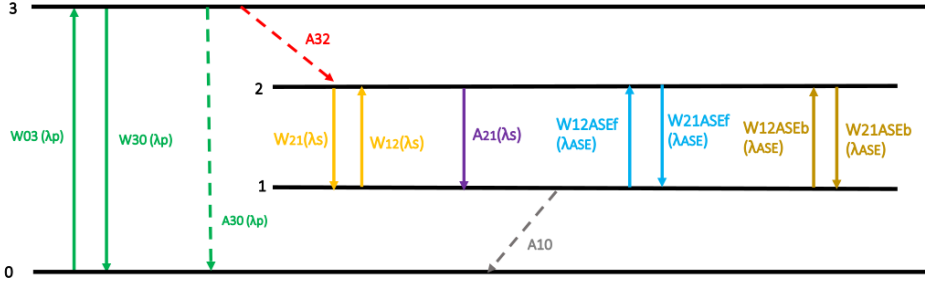 3
A32
2
W03 (λp)
W30 (λp)
W21(λs)
W12(λs)
A21(λs)
W12ASEf
(λASE)
W21ASEf
(λASE)
W12ASEb
(λASE)
W21ASEb
(λASE)
1
A30 (λp)
A10
0